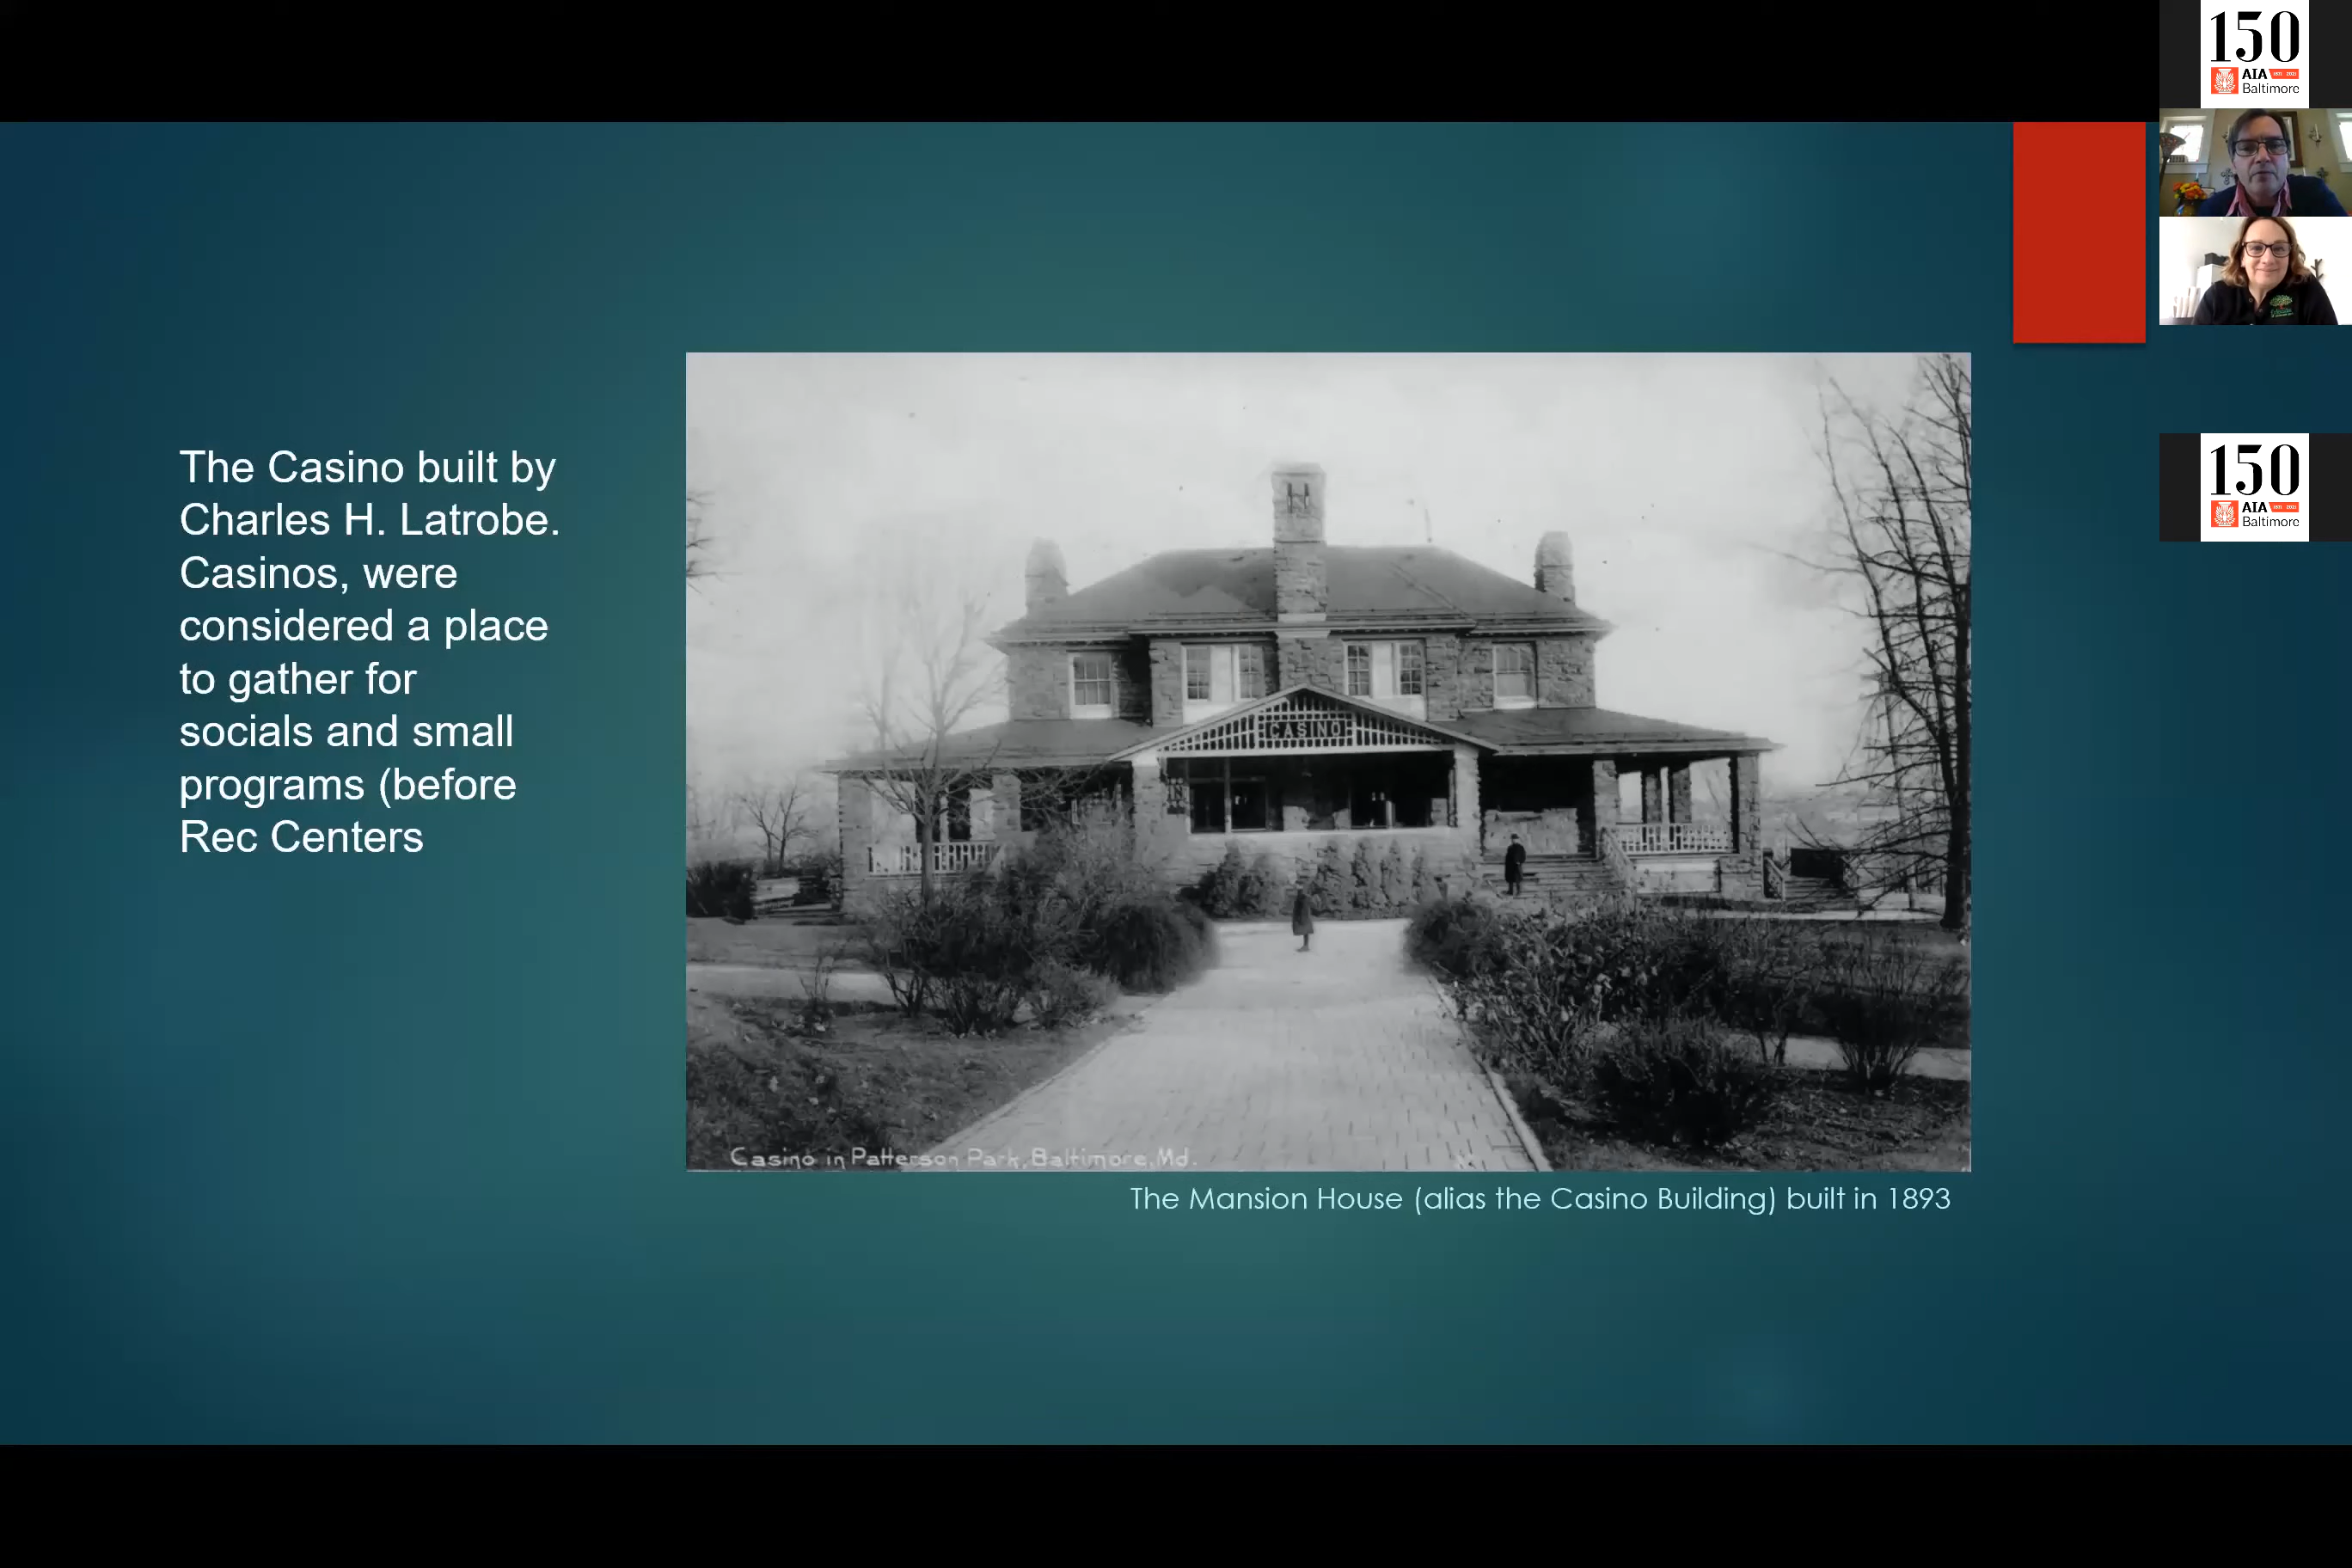 The Casino built by
Charles H. Latrobe.
Casinos, were
considered a place
to gather for
socials and small
programs (before
Rec Centers
CASINO
Casino in Patterson Park, Baltimore, Md.
The Mansion House (alias the Casino Building) built in 1893
150
AIA
Baltimore
150
AIA
Baltimore